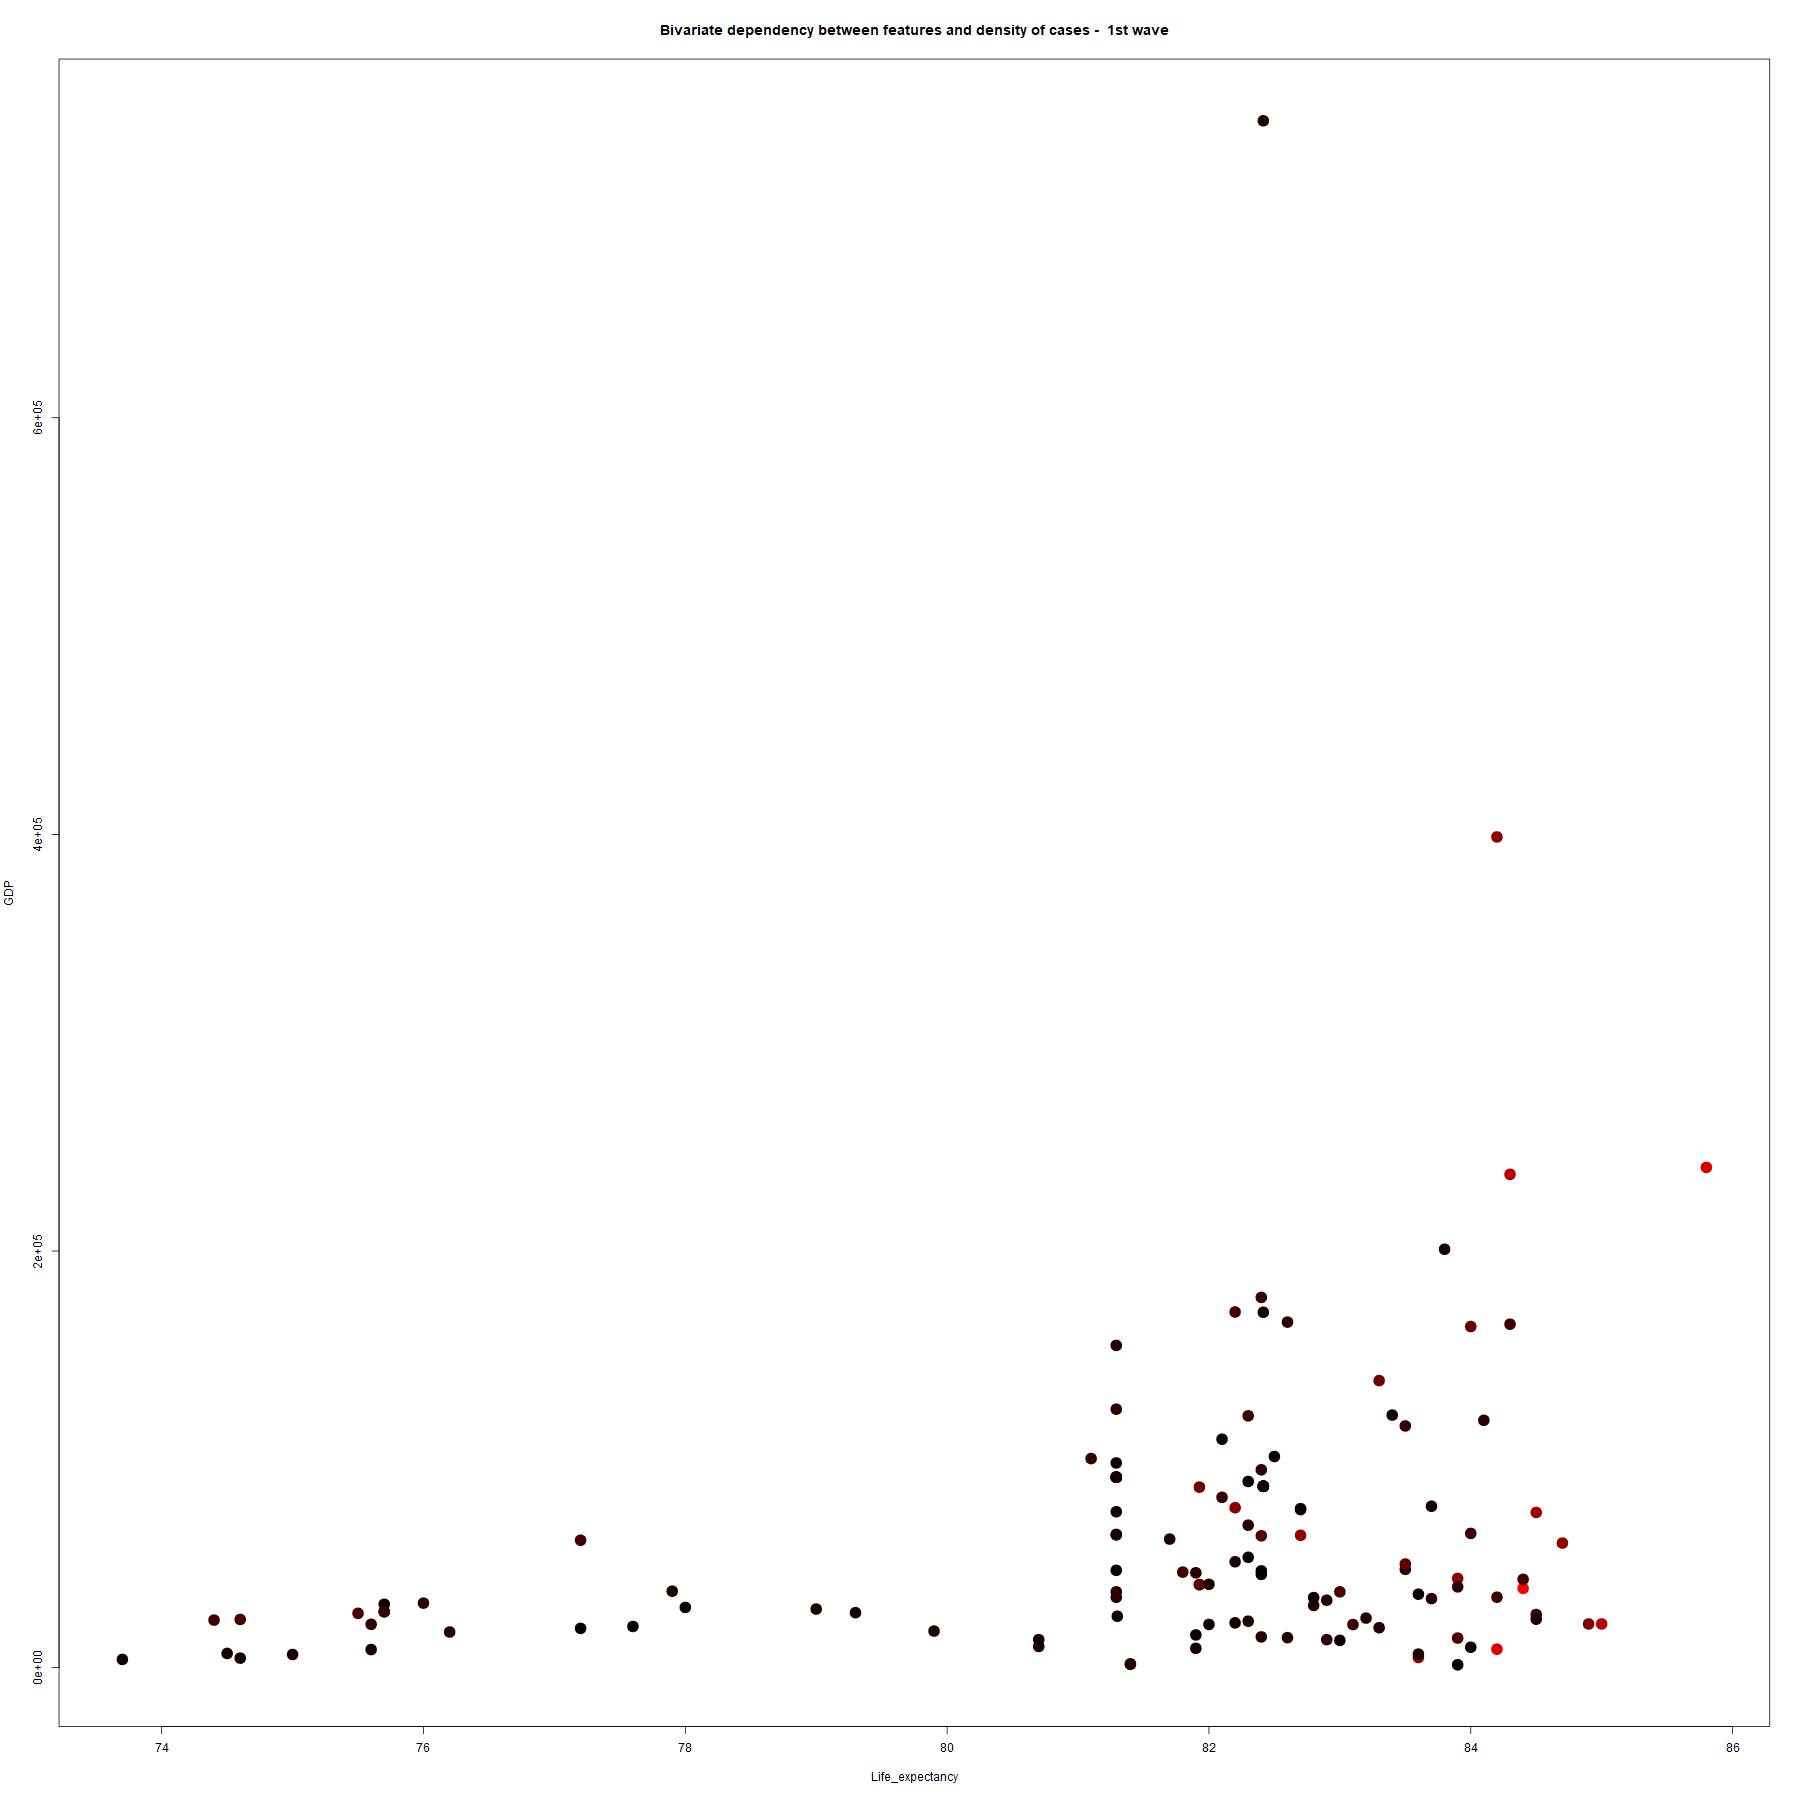 Bivariate dependency between features and density of cases -  1st wave
6e+05
4e+05
GDP
2e+05
0e+00
74 76 78 80 82 84 86
Life_expectancy